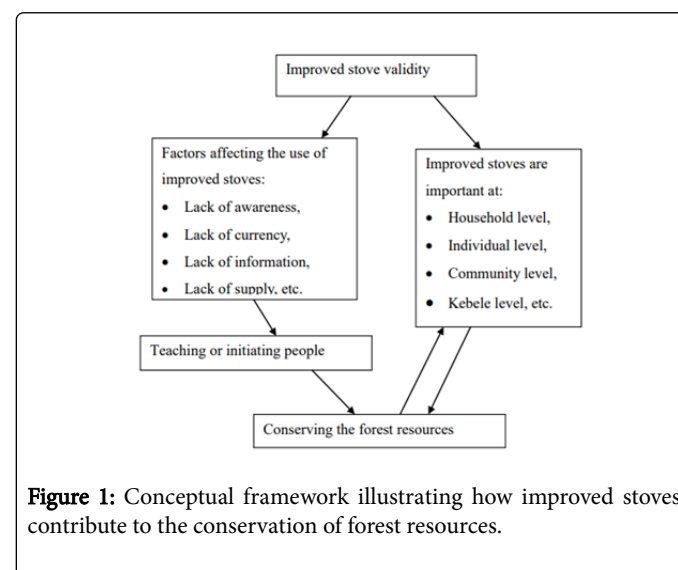 Improved stove validity
Factors affecting the use of
improved stoves:
• Lack of awareness,
• Lack of currency,
• Lack of information,
• Lack of supply, etc.
Improved stoves are
important at:
• Household level,
• Individual level,
• Community level,
• Kebele level, etc.
Teaching or initiating people
Conserving the forest resources
Figure 1: Conceptual framework illustrating how improved stoves
contribute to the conservation of forest resources.